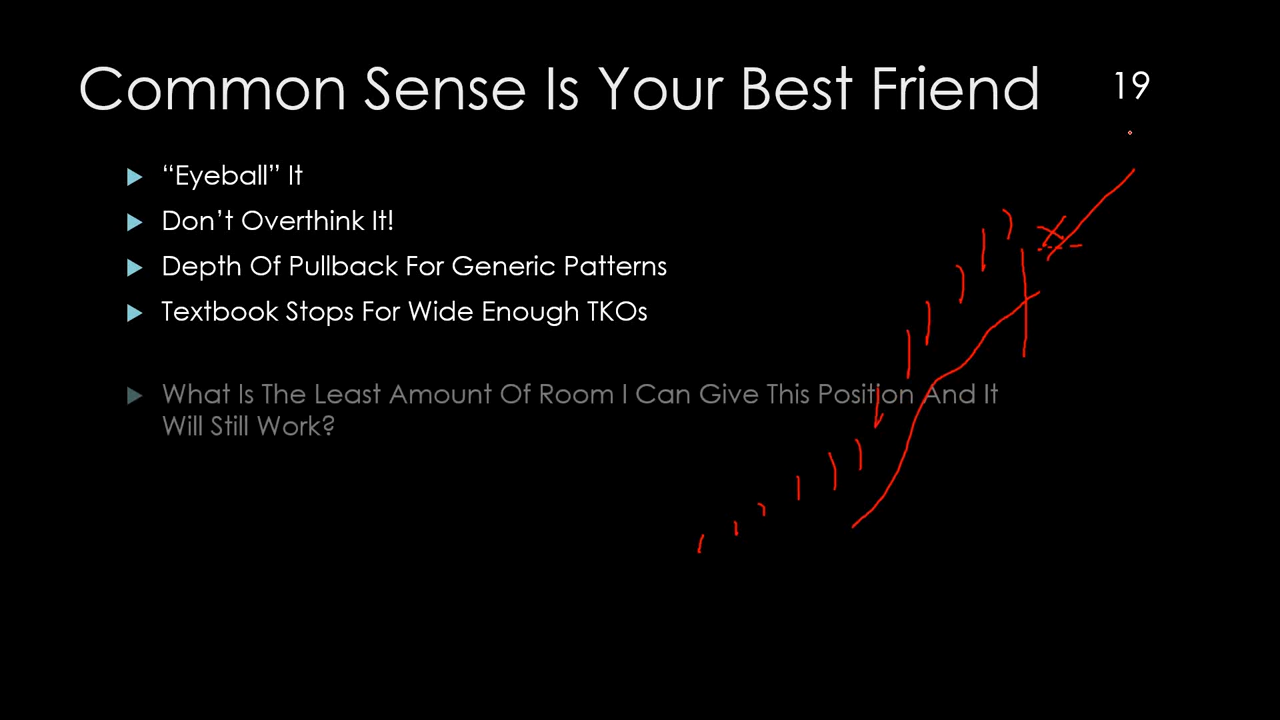 Common Sense Is Your Best Friend
19
“Eyeball” It
Don’t Overthink It!
Depth Of Pullback For Generic Patterns
Textbook Stops For Wide Enough TKOs
What Is The Least Amount Of Room I Can Give This Position And It
Will Still Work?